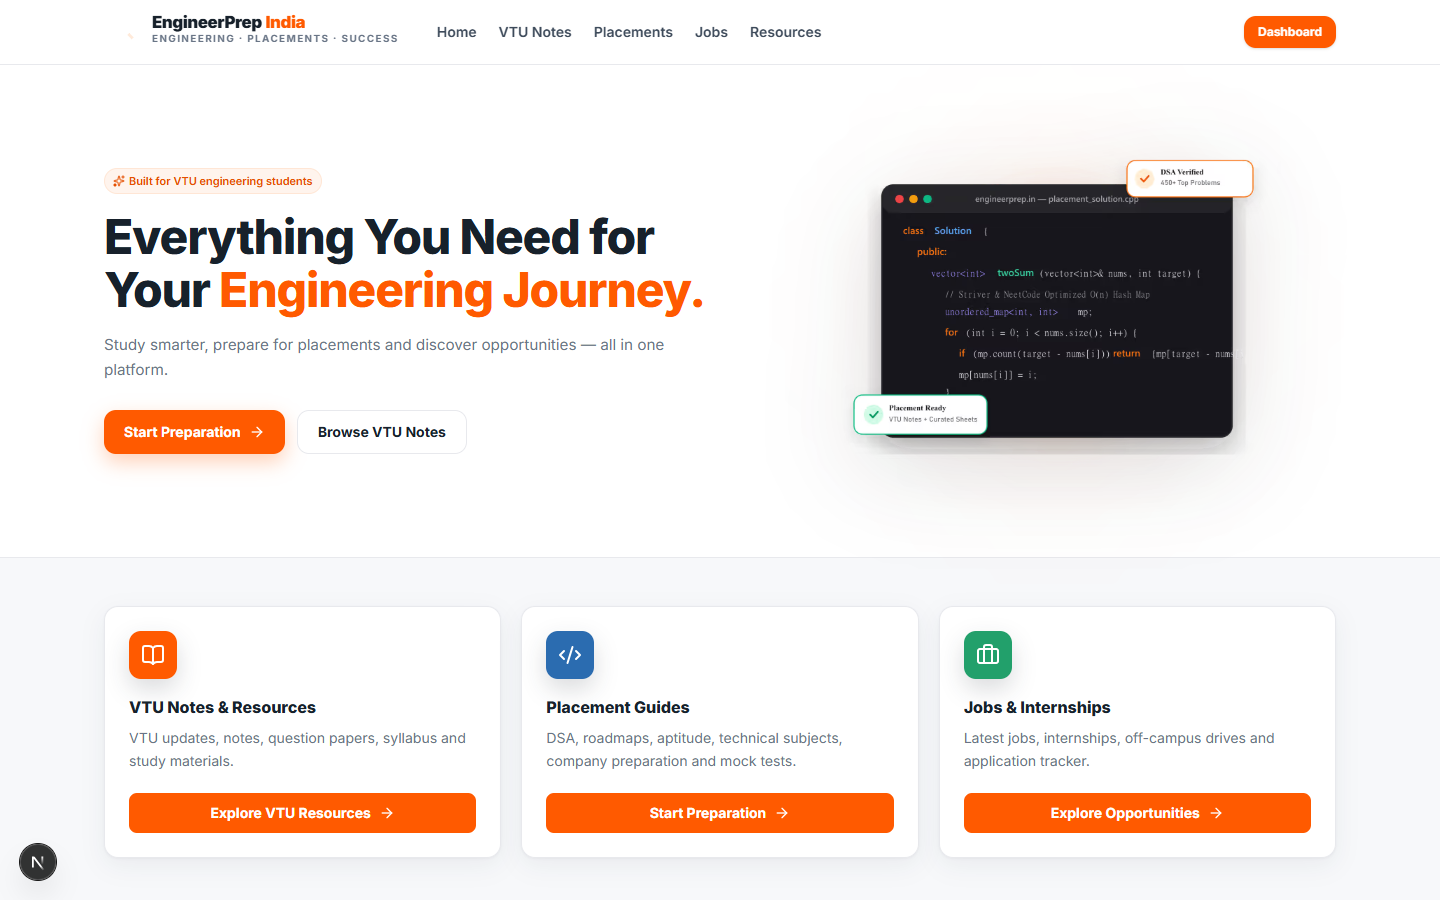 EngineerPrep India
ENGINEERING · PLACEMENTS · SUCCESS
Home VTU Notes Placements Jobs Resources
Dashboard
Built for VTU engineering students
Everything You Need for
Your Engineering Journey.
Study smarter, prepare for placements and discover opportunities — all in one
platform.
Start Preparation →
Browse VTU Notes
DSA Verified
450+ Top Problems
engineerprep.in — placement_solution.cpp
class Solution {
public:
vector<int> twoSum (vector<int>& nums, int target) {
// Striver & NeetCode Optimized O(n) Hash Map
unordered_map<int, int> mp;
for (int i = 0; i < nums.size(); i++) {
if (mp.count(target - nums[i])) return {mp[target - nums
mp[nums[i]] = i;
}
Placement Ready
VTU Notes + Curated Sheets
VTU Notes & Resources
VTU updates, notes, question papers, syllabus and
study materials.
Explore VTU Resources →
Placement Guides
DSA, roadmaps, aptitude, technical subjects,
company preparation and mock tests.
Start Preparation →
Jobs & Internships
Latest jobs, internships, off-campus drives and
application tracker.
Explore Opportunities →
N